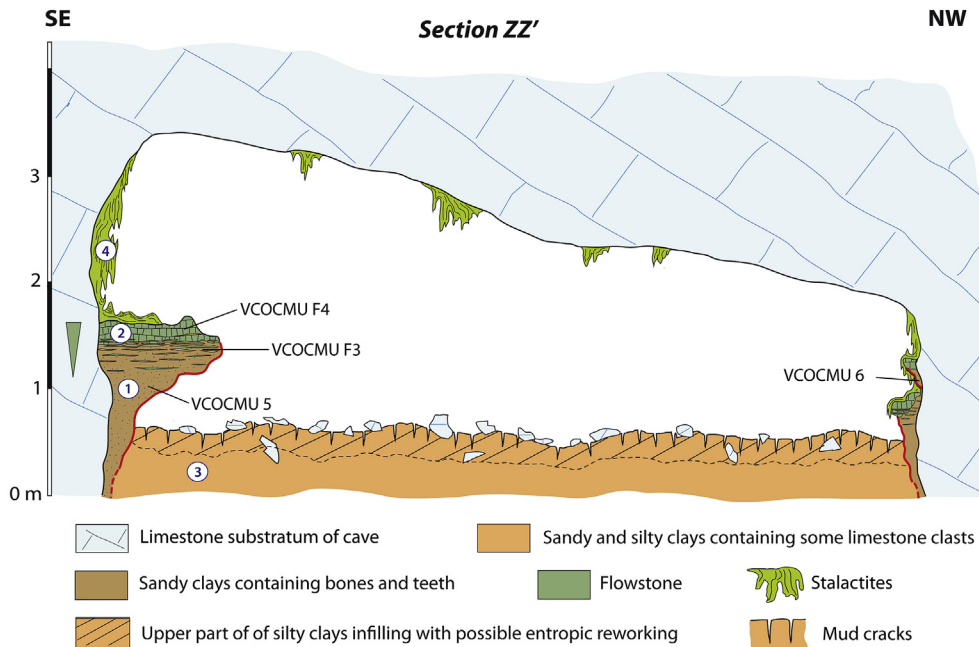 SE
Section ZZ'
NW
3
4
2
VCOCMU F4
2
VCOCMU F3
VCOCMU 6
1
1
VCOCMU 5
3
0 m
Limestone substratum of cave
Sandy and silty clays containing some limestone clasts
Sandy clays containing bones and teeth
Flowstone
Stalactites
Upper part of of silty clays infilling with possible entropic reworking
Mud cracks